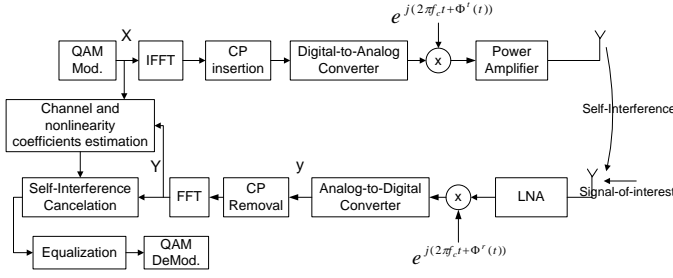 e^{j(2πf_c t+Φ^t(t))}
X
QAM
Mod.
IFFT
CP
insertion
Digital-to-Analog
Converter
x
Power
Amplifier
Channel and
nonlinearity
coefficients estimation
Self-Interference
Y
y
Self-Interference
Cancelation
FFT
CP
Removal
Analog-to-Digital
Converter
x
LNA
Signal-of-interest
Equalization
QAM
DeMod.
e^{j(2πf_c t+Φ^r(t))}